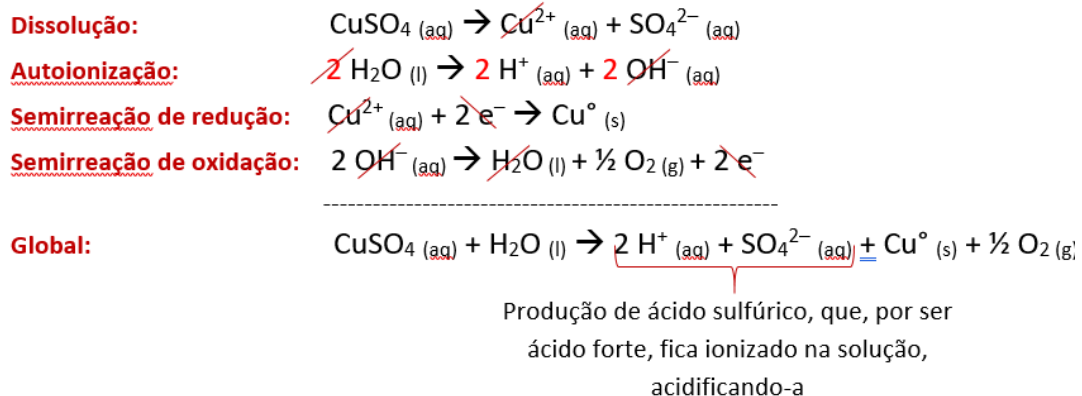 Dissolução: CuSO₄ (aq) → Cu²⁺ (aq) + SO₄²⁻ (aq)
Autoionização: 2 H₂O (l) → 2 H⁺ (aq) + 2 OH⁻ (aq)
Semirreação de redução: Cu²⁺ (aq) + 2 e⁻ → Cu° (s)
Semirreação de oxidação: 2 OH⁻ (aq) → H₂O (l) + ½ O₂ (g) + 2 e⁻
Global: CuSO₄ (aq) + H₂O (l) → 2 H⁺ (aq) + SO₄²⁻ (aq) + Cu° (s) + ½ O₂ (g)
Produção de ácido sulfúrico, que, por ser
ácido forte, fica ionizado na solução,
acidificando-a